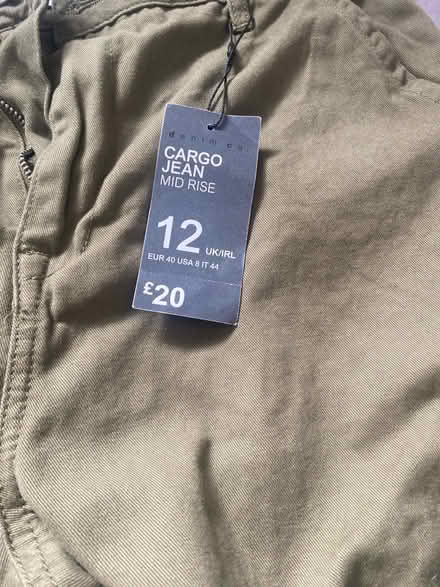 denim co.
CARGO
JEAN
MID RISE
12 UK/IRL
EUR 40 USA 8 IT 44
£20